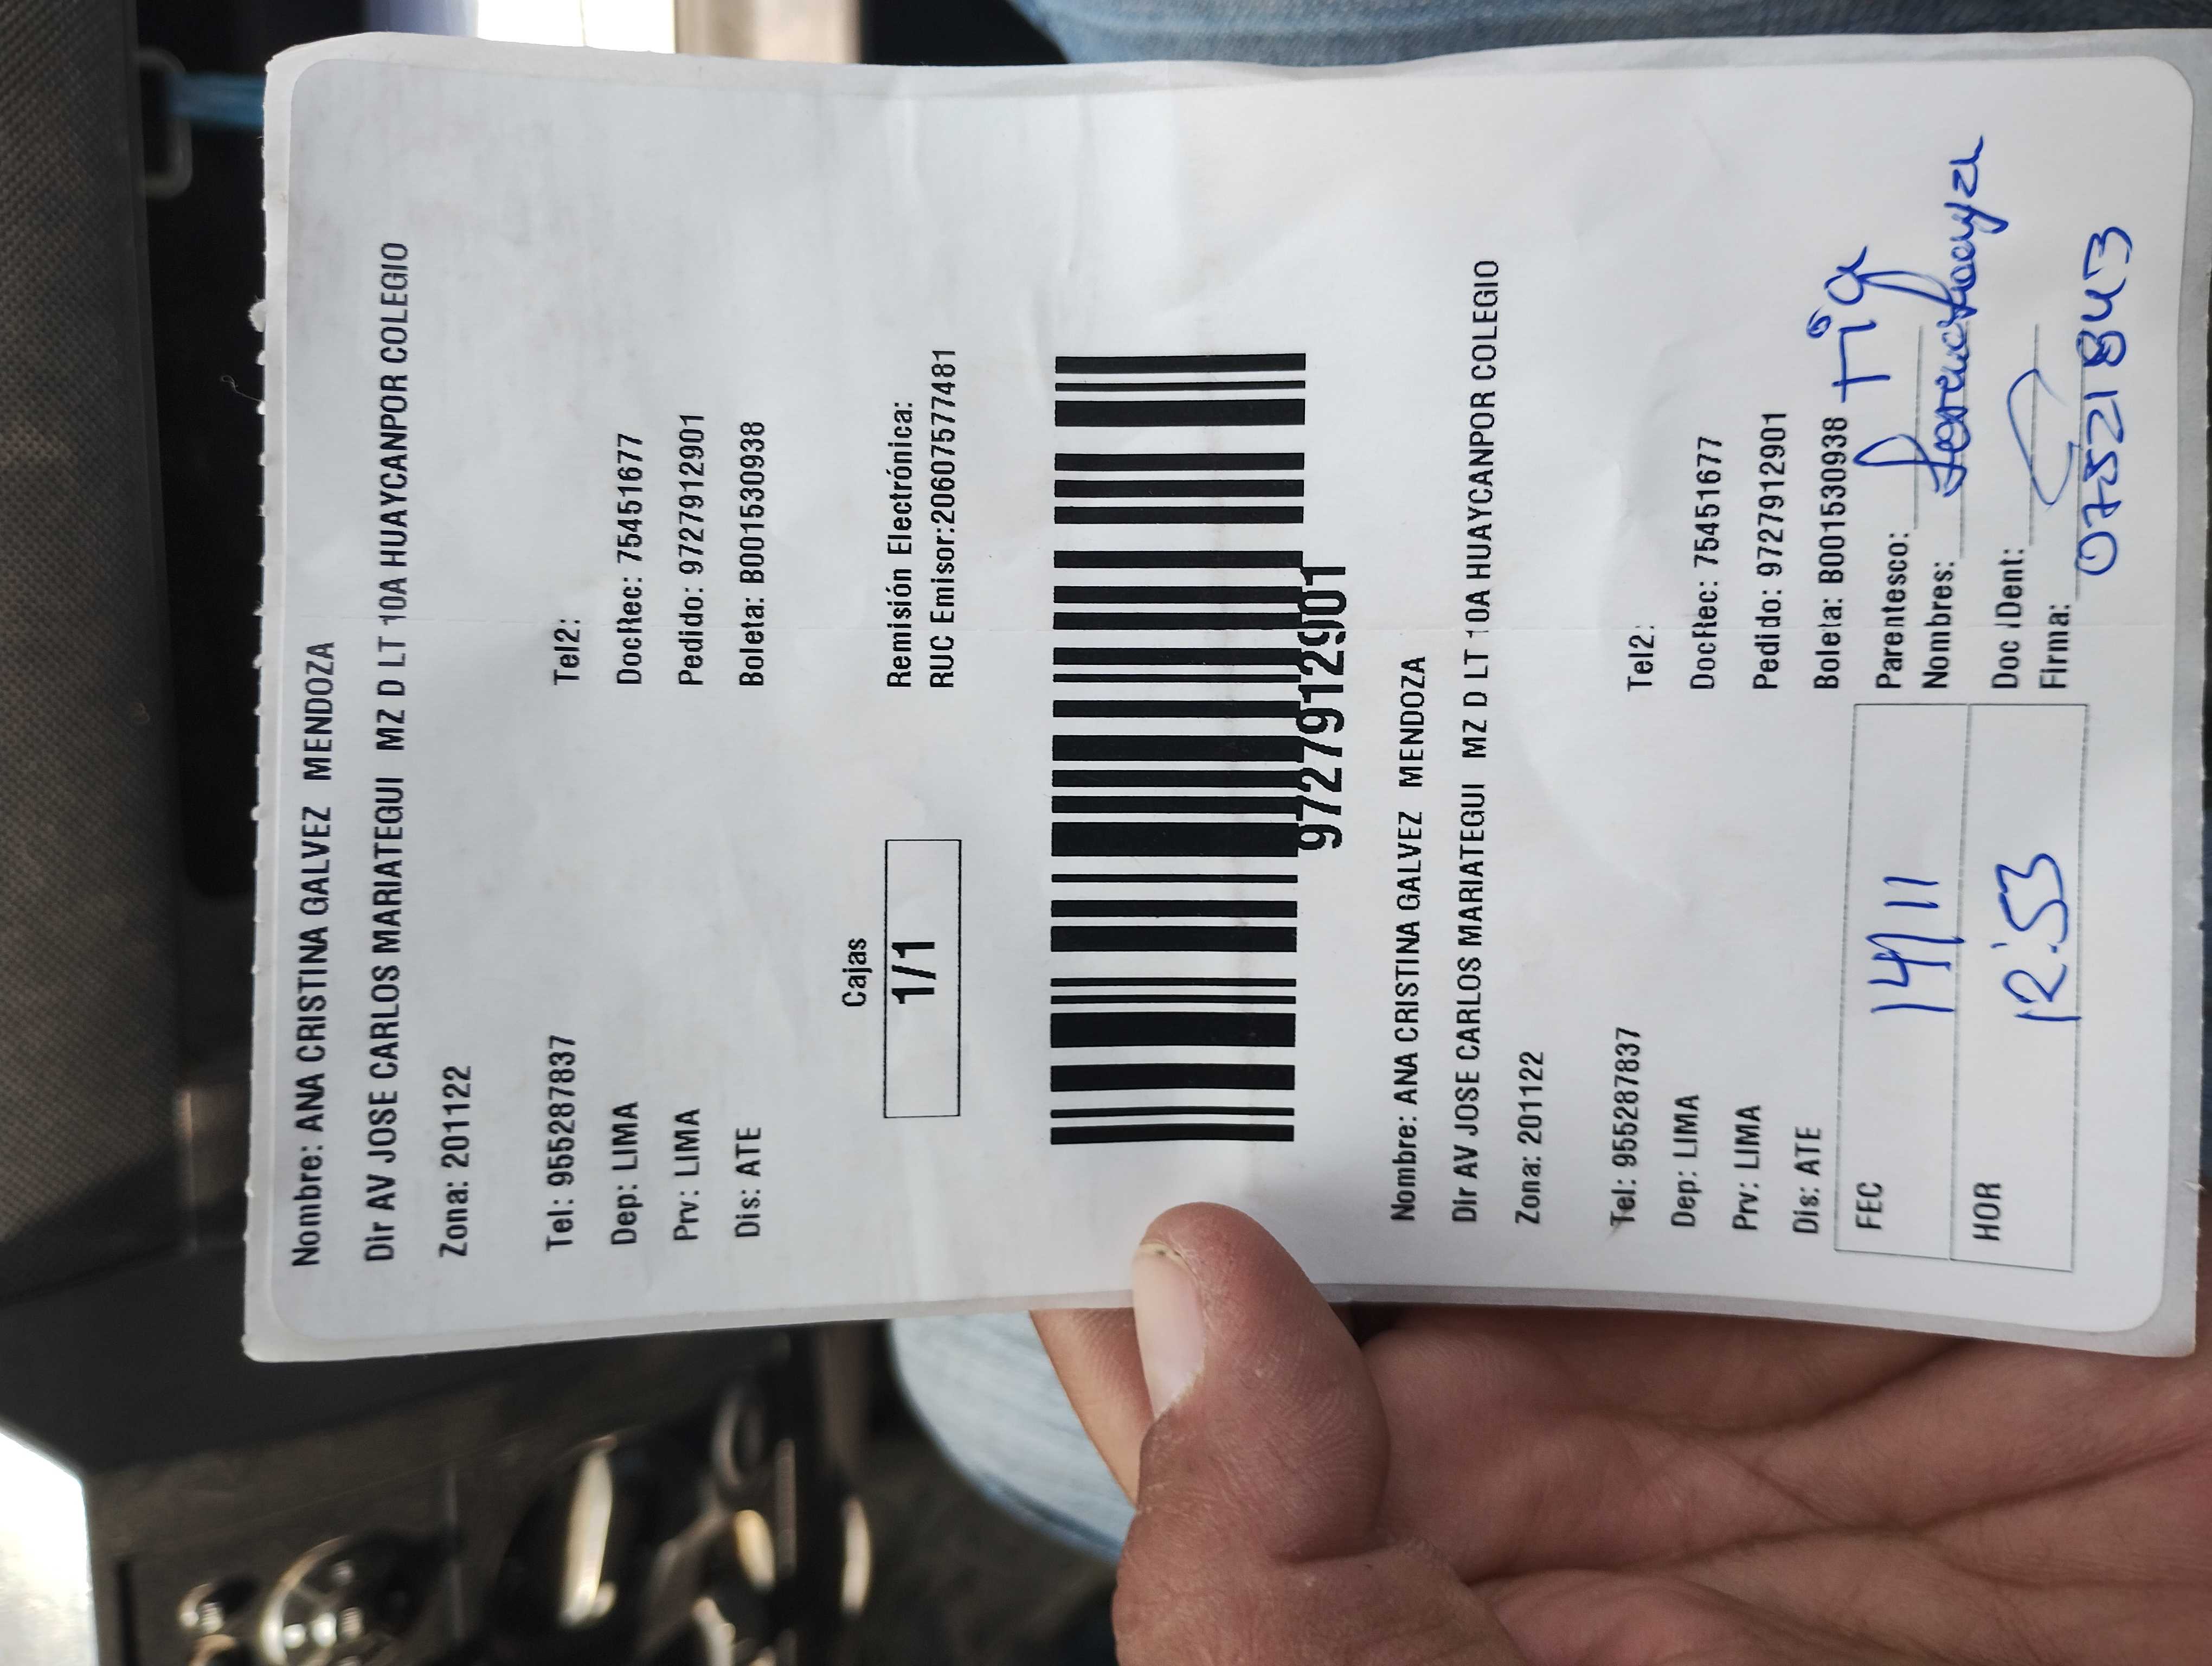 Nombre: ANA CRISTINA GALVEZ MENDOZA
Dir AV JOSE CARLOS MARIATEGUI MZ D LT 10A HUAYCANPOR COLEGIO
Zona: 201122
Tel: 955287837 Tel2:
Dep: LIMA DocRec: 75451677
Prv: LIMA Pedido: 9727912901
Dis: ATE Boleta: B001530938
Cajas
1/1
Remisión Electrónica:
RUC Emisor:20607577481
9727912901
Nombre: ANA CRISTINA GALVEZ MENDOZA
Dir AV JOSE CARLOS MARIATEGUI MZ D LT 10A HUAYCANPOR COLEGIO
Zona: 201122
Tel: 955287837 Tel2:
Dep: LIMA DocRec: 75451677
Prv: LIMA Pedido: 9727912901
Dis: ATE Boleta: B001530938
FEC 14/11 Parentesco: Tia
Nombres:
HOR 12:53 Doc IDent:
Firma: 07521843